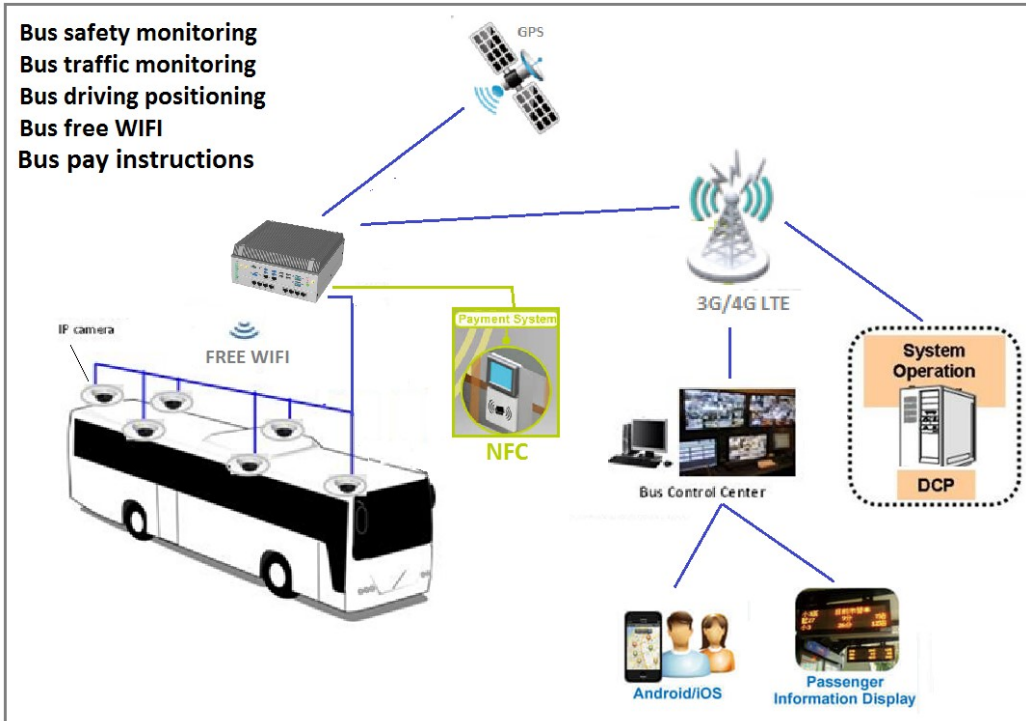 Bus safety monitoring
Bus traffic monitoring
Bus driving positioning
Bus free WIFI
Bus pay instructions
GPS
3G/4G LTE
IP camera
FREE WIFI
Payment System
NFC
System
Operation
DCP
Bus Control Center
Android/iOS
Passenger
Information Display